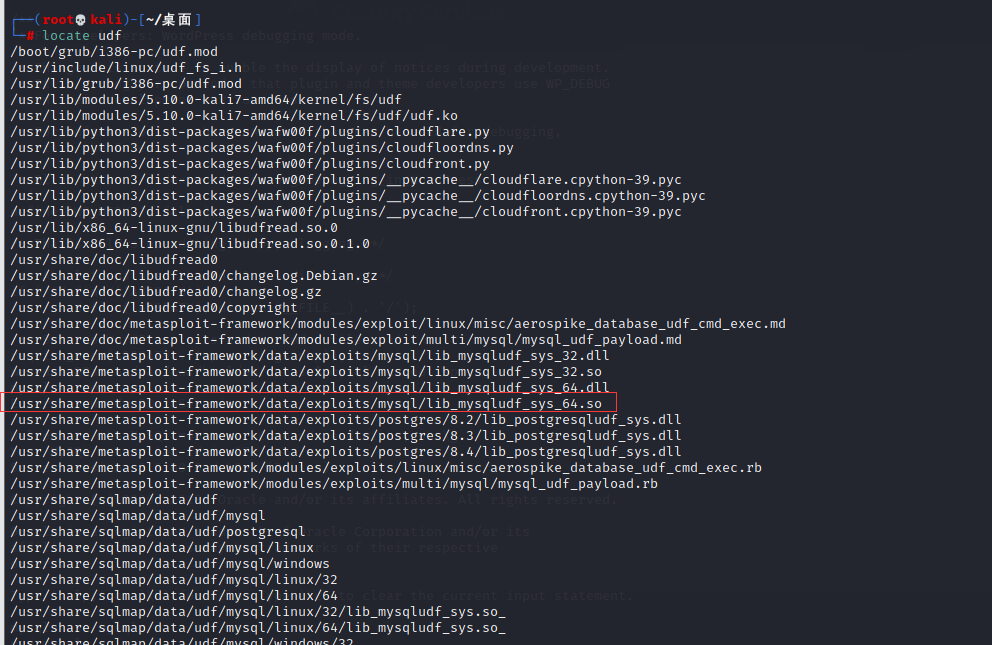 ┌──(root💀kali)-[~/桌面]
└─# locate udf
/boot/grub/i386-pc/udf.mod
/usr/include/linux/udf_fs_i.h
/usr/lib/grub/i386-pc/udf.mod
/usr/lib/modules/5.10.0-kali7-amd64/kernel/fs/udf
/usr/lib/modules/5.10.0-kali7-amd64/kernel/fs/udf/udf.ko
/usr/lib/python3/dist-packages/wafw00f/plugins/cloudflare.py
/usr/lib/python3/dist-packages/wafw00f/plugins/cloudfloordns.py
/usr/lib/python3/dist-packages/wafw00f/plugins/cloudfront.py
/usr/lib/python3/dist-packages/wafw00f/plugins/__pycache__/cloudflare.cpython-39.pyc
/usr/lib/python3/dist-packages/wafw00f/plugins/__pycache__/cloudfloordns.cpython-39.pyc
/usr/lib/python3/dist-packages/wafw00f/plugins/__pycache__/cloudfront.cpython-39.pyc
/usr/lib/x86_64-linux-gnu/libudfread.so.0
/usr/lib/x86_64-linux-gnu/libudfread.so.0.1.0
/usr/share/doc/libudfread0
/usr/share/doc/libudfread0/changelog.Debian.gz
/usr/share/doc/libudfread0/changelog.gz
/usr/share/doc/libudfread0/copyright
/usr/share/doc/metasploit-framework/modules/exploit/linux/misc/aerospike_database_udf_cmd_exec.md
/usr/share/doc/metasploit-framework/modules/exploit/multi/mysql/mysql_udf_payload.md
/usr/share/metasploit-framework/data/exploits/mysql/lib_mysqludf_sys_32.dll
/usr/share/metasploit-framework/data/exploits/mysql/lib_mysqludf_sys_32.so
/usr/share/metasploit-framework/data/exploits/mysql/lib_mysqludf_sys_64.dll
/usr/share/metasploit-framework/data/exploits/mysql/lib_mysqludf_sys_64.so
/usr/share/metasploit-framework/data/exploits/postgres/8.2/lib_postgresqludf_sys.dll
/usr/share/metasploit-framework/data/exploits/postgres/8.3/lib_postgresqludf_sys.dll
/usr/share/metasploit-framework/data/exploits/postgres/8.4/lib_postgresqludf_sys.dll
/usr/share/metasploit-framework/modules/exploits/linux/misc/aerospike_database_udf_cmd_exec.rb
/usr/share/metasploit-framework/modules/exploits/multi/mysql/mysql_udf_payload.rb
/usr/share/sqlmap/data/udf
/usr/share/sqlmap/data/udf/mysql
/usr/share/sqlmap/data/udf/postgresql
/usr/share/sqlmap/data/udf/mysql/linux
/usr/share/sqlmap/data/udf/mysql/windows
/usr/share/sqlmap/data/udf/mysql/linux/32
/usr/share/sqlmap/data/udf/mysql/linux/64
/usr/share/sqlmap/data/udf/mysql/linux/32/lib_mysqludf_sys.so_
/usr/share/sqlmap/data/udf/mysql/linux/64/lib_mysqludf_sys.so_
/usr/share/sqlmap/data/udf/mysql/windows/32